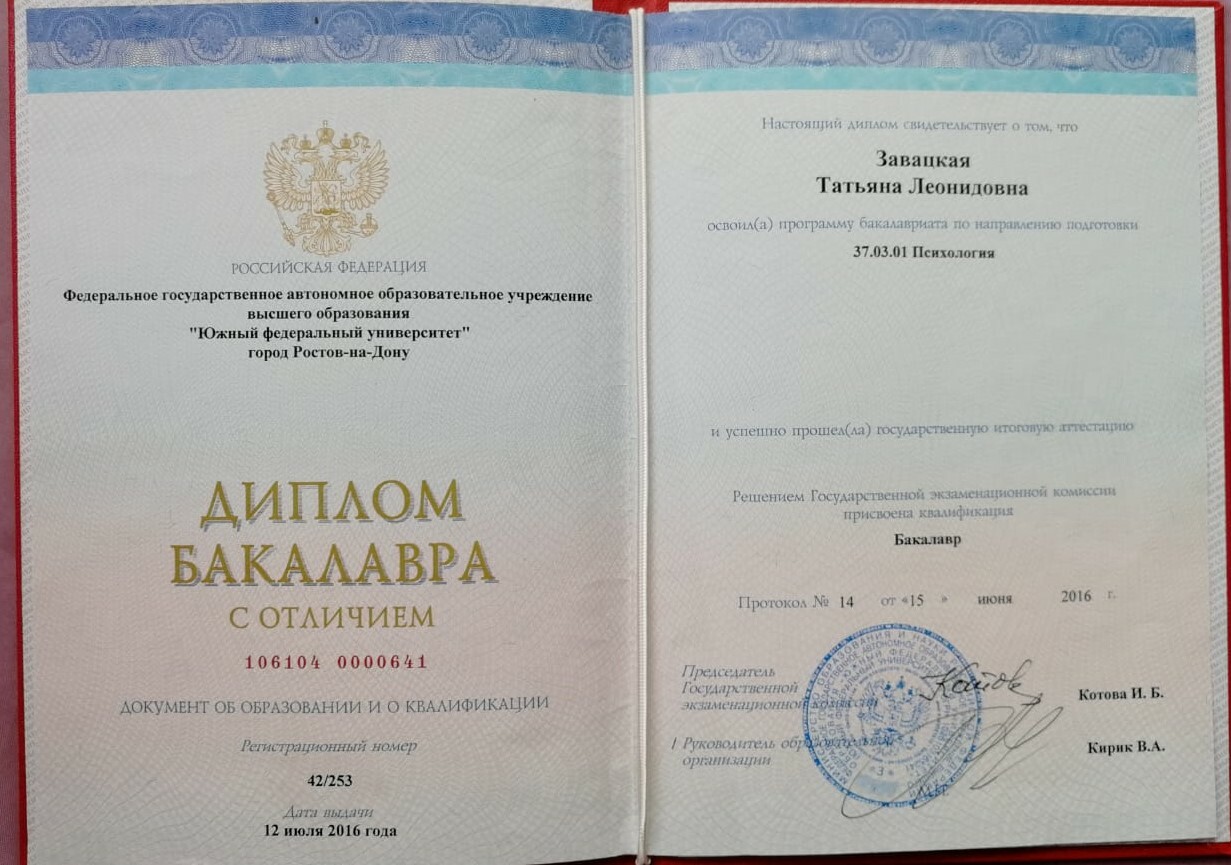 РОССИЙСКАЯ ФЕДЕРАЦИЯ
Федеральное государственное автономное образовательное учреждение
высшего образования
"Южный федеральный университет"
город Ростов-на-Дону
ДИПЛОМ
БАКАЛАВРА
С ОТЛИЧИЕМ
106104 0000641
ДОКУМЕНТ ОБ ОБРАЗОВАНИИ И О КВАЛИФИКАЦИИ
Регистрационный номер
42/253
Дата выдачи
12 июля 2016 года
Настоящий диплом свидетельствует о том, что
Завацкая
Татьяна Леонидовна
освоил(а) программу бакалавриата по направлению подготовки
37.03.01 Психология
и успешно прошел(ла) государственную итоговую аттестацию
Решением Государственной экзаменационной комиссии
присвоена квалификация
Бакалавр
Протокол № 14 от «15 » июня 2016 г.
Председатель
Государственной
экзаменационной комиссии
Котова И. Б.
/ Руководитель образовательной
организации
Кирик В.А.